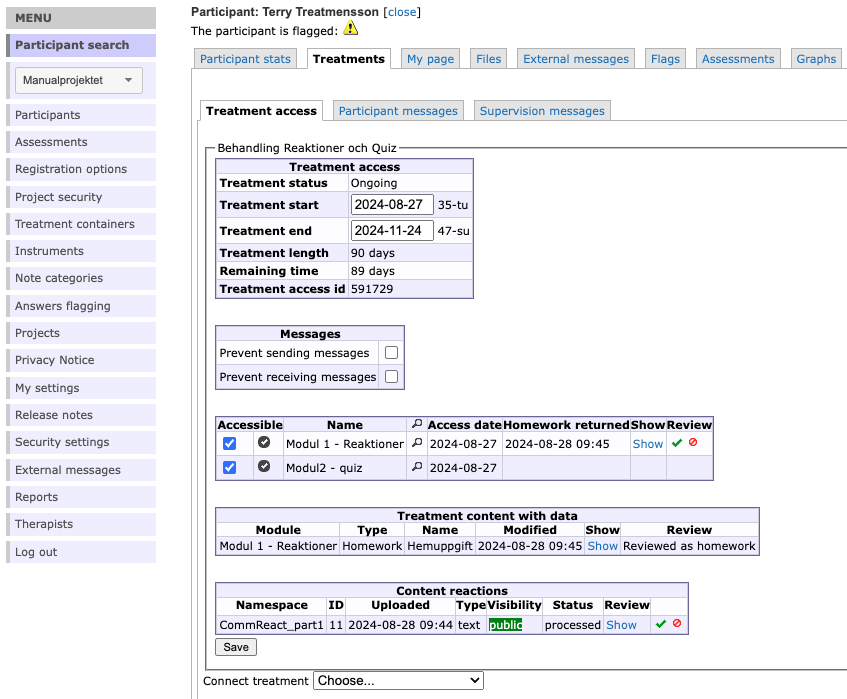 MENU
Participant search
Manualprojektet
Participants
Assessments
Registration options
Project security
Treatment containers
Instruments
Note categories
Answers flagging
Projects
Privacy Notice
My settings
Release notes
Security settings
External messages
Reports
Therapists
Log out
Participant: Terry Treatmensson [close]
The participant is flagged:
Participant stats Treatments My page Files External messages Flags Assessments Graphs
Treatment access Participant messages Supervision messages
Behandling Reaktioner och Quiz
Treatment access
Treatment status Ongoing
Treatment start 2024-08-27 35-tu
Treatment end 2024-11-24 47-su
Treatment length 90 days
Remaining time 89 days
Treatment access id 591729
Messages
Prevent sending messages
Prevent receiving messages
Accessible Name Access date Homework returned Show Review
Modul 1 - Reaktioner 2024-08-27 2024-08-28 09:45 Show
Modul2 - quiz 2024-08-27
Treatment content with data
Module Type Name Modified Show Review
Modul 1 - Reaktioner Homework Hemuppgift 2024-08-28 09:45 Show Reviewed as homework
Content reactions
Namespace ID Uploaded Type Visibility Status Review
CommReact_part1 11 2024-08-28 09:44 text public processed Show
Save
Connect treatment Choose...